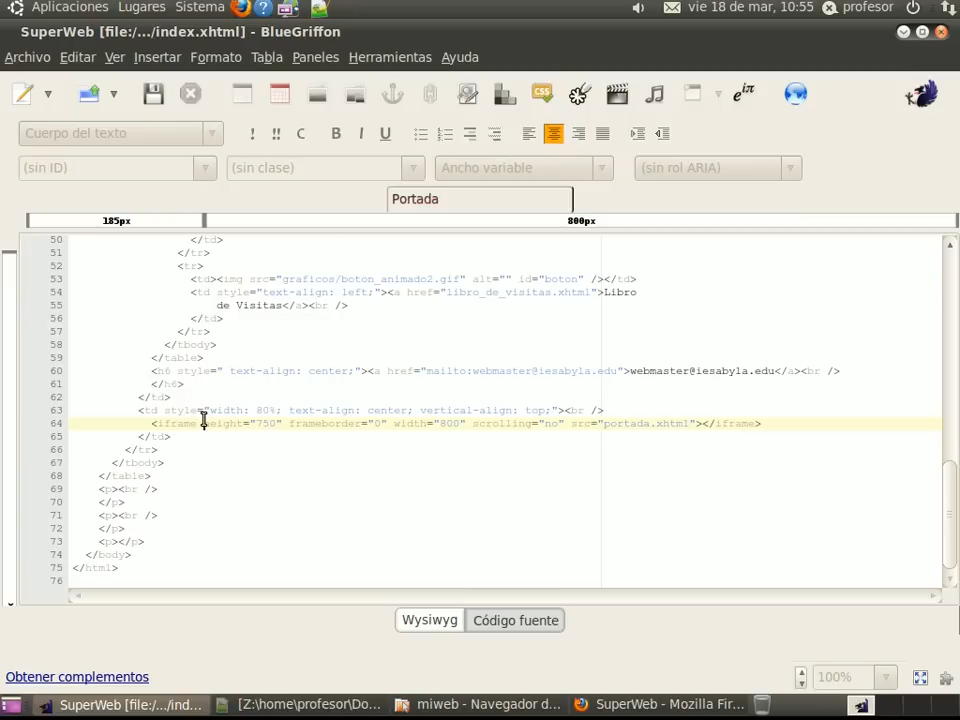 Aplicaciones Lugares Sistema vie 18 de mar, 10:55 profesor
SuperWeb [file:/.../index.xhtml] - BlueGriffon
Archivo Editar Ver Insertar Formato Tabla Paneles Herramientas Ayuda
CSS
eiπ
Cuerpo del texto ! !! C B I U
(sin ID) (sin clase) Ancho variable (sin rol ARIA)
Portada
185px 800px
50 </td>
51 </tr>
52 <tr>
53 <td><img src="graficos/boton_animado2.gif" alt="" id="boton" /></td>
54 <td style="text-align: left;"><a href="libro_de_visitas.xhtml">Libro
55 de Visitas</a><br />
56 </td>
57 </tr>
58 </tbody>
59 </table>
60 <h6 style=" text-align: center;"><a href="mailto:webmaster@iesabyla.edu">webmaster@iesabyla.edu</a><br />
61 </h6>
62 </td>
63 <td style="width: 80%; text-align: center; vertical-align: top;"><br />
64 <iframe height="750" frameborder="0" width="800" scrolling="no" src="portada.xhtml"></iframe>
65 </td>
66 </tr>
67 </tbody>
68 </table>
69 <p><br />
70 </p>
71 <p><br />
72 </p>
73 <p></p>
74 </body>
75 </html>
76
Wysiwyg Código fuente
Obtener complementos 100%
SuperWeb [file:/.../ind... [Z:\home\profesor\Do... miweb - Navegador d... SuperWeb - Mozilla Fir...